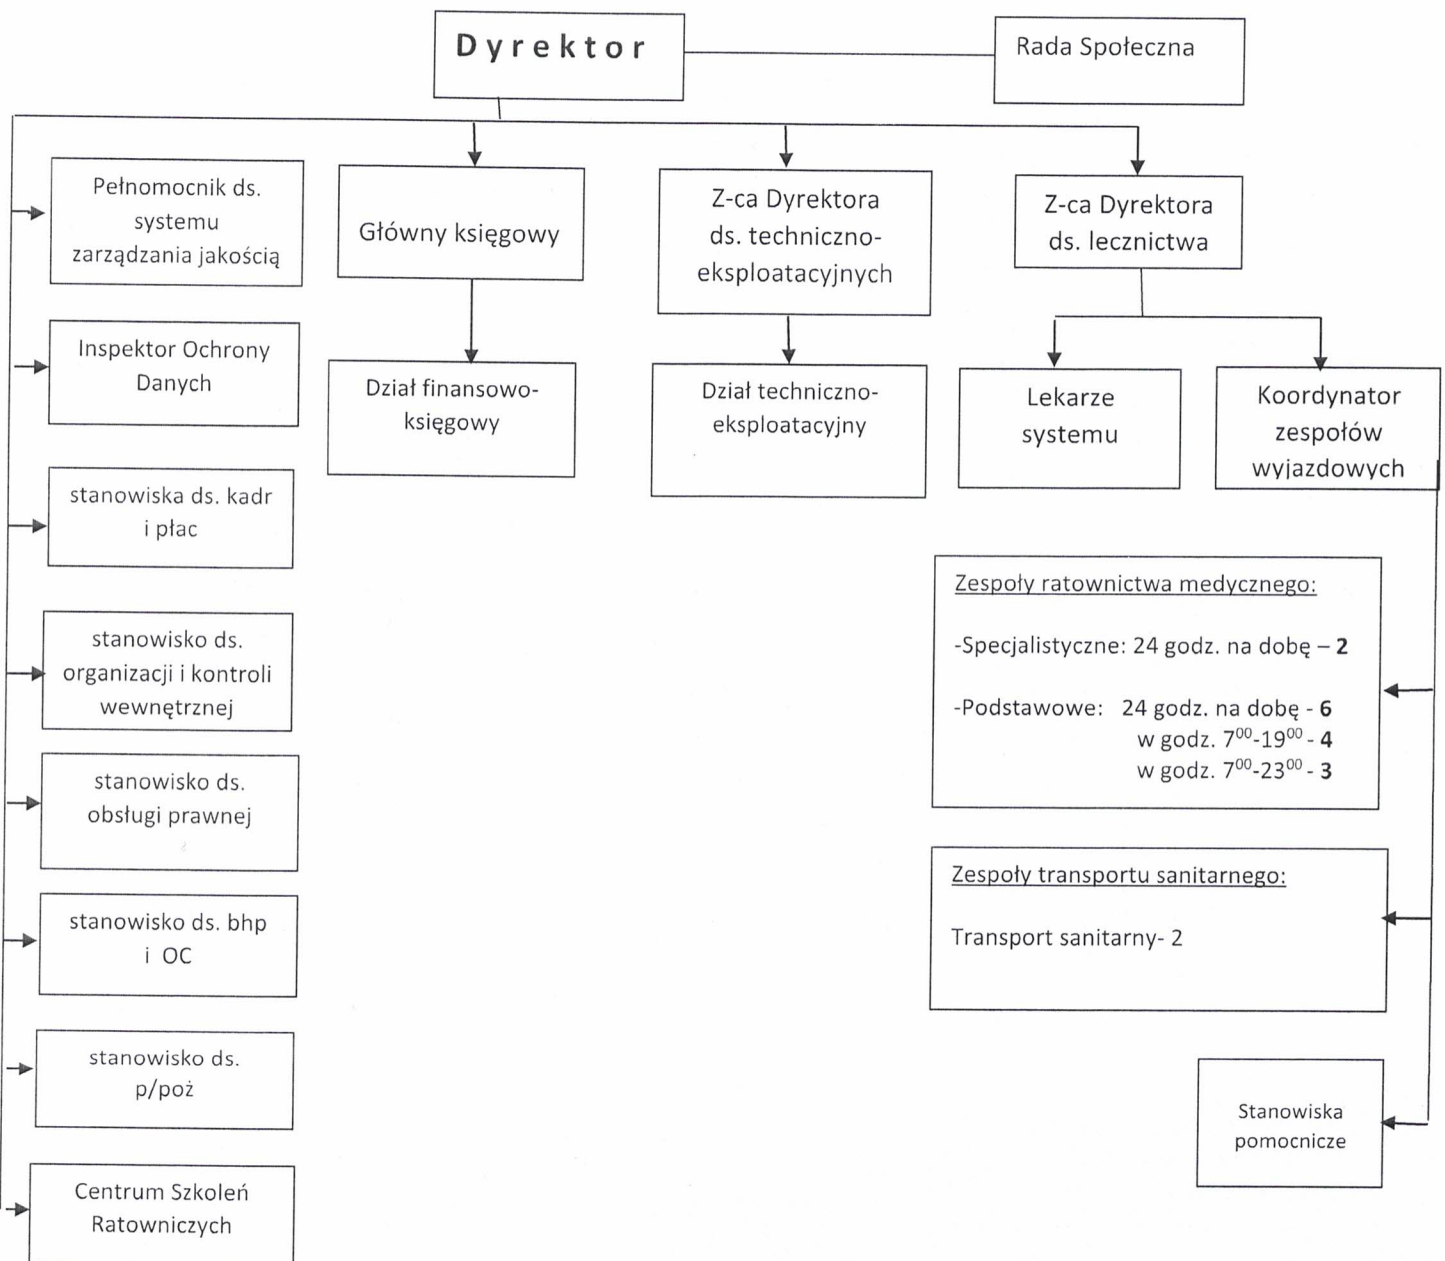 Dyrektor
Rada Społeczna
Pełnomocnik ds.
systemu
zarządzania jakością
Główny księgowy
Z-ca Dyrektora
ds. techniczno-
eksploatacyjnych
Z-ca Dyrektora
ds. lecznictwa
Inspektor Ochrony
Danych
Dział finansowo-
księgowy
Dział techniczno-
eksploatacyjny
Lekarze
systemu
Koordynator
zespołów
wyjazdowych
stanowiska ds. kadr
i płac
stanowisko ds.
organizacji i kontroli
wewnętrznej
stanowisko ds.
obsługi prawnej
stanowisko ds. bhp
i OC
stanowisko ds.
p/poż
Centrum Szkoleń
Ratowniczych
Zespoły ratownictwa medycznego:
-Specjalistyczne: 24 godz. na dobę – 2
-Podstawowe: 24 godz. na dobę - 6
w godz. 7⁰⁰-19⁰⁰ - 4
w godz. 7⁰⁰-23⁰⁰ - 3
Zespoły transportu sanitarnego:
Transport sanitarny- 2
Stanowiska
pomocnicze